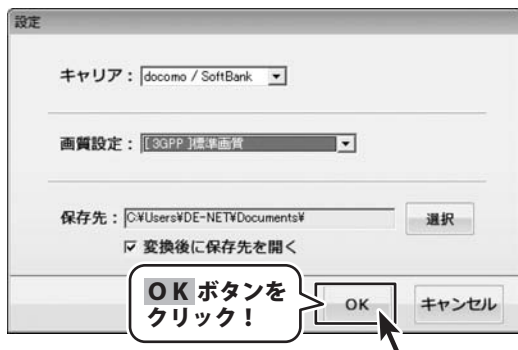 設定
キャリア： docomo / SoftBank
画質設定： [3GPP]標準画質
保存先： C:¥Users¥DE-NET¥Documents¥ 選択
変換後に保存先を開く
OKボタンを
クリック！
OK キャンセル